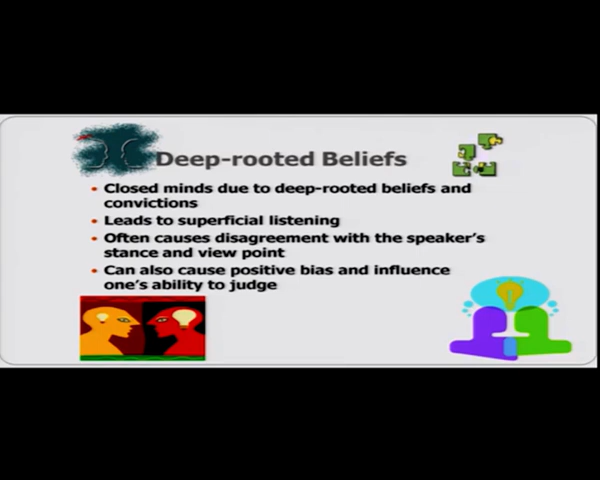 Deep-rooted Beliefs
• Closed minds due to deep-rooted beliefs and
convictions
• Leads to superficial listening
• Often causes disagreement with the speaker's
stance and view point
• Can also cause positive bias and influence
one's ability to judge